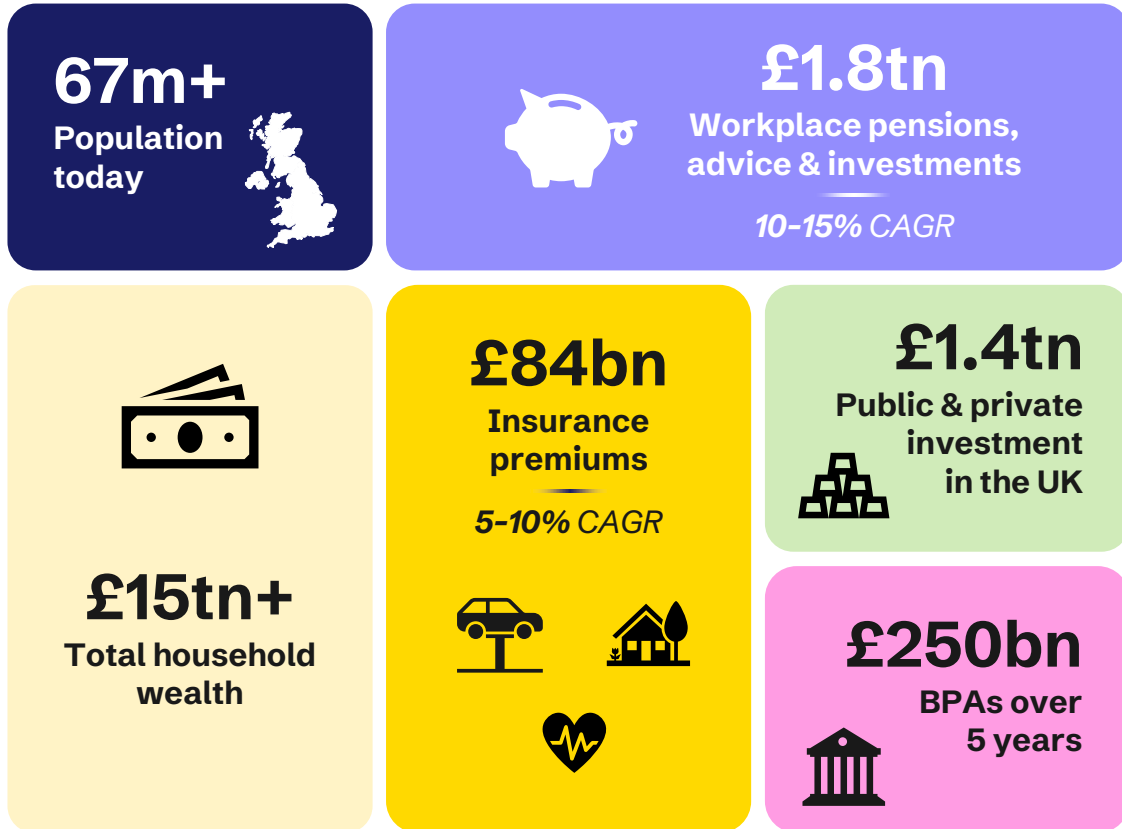 67m+
Population
today
£1.8tn
Workplace pensions,
advice & investments
10-15% CAGR
£15tn+
Total household
wealth
£84bn
Insurance
premiums
5-10% CAGR
£1.4tn
Public & private
investment
in the UK
£250bn
BPAs over
5 years